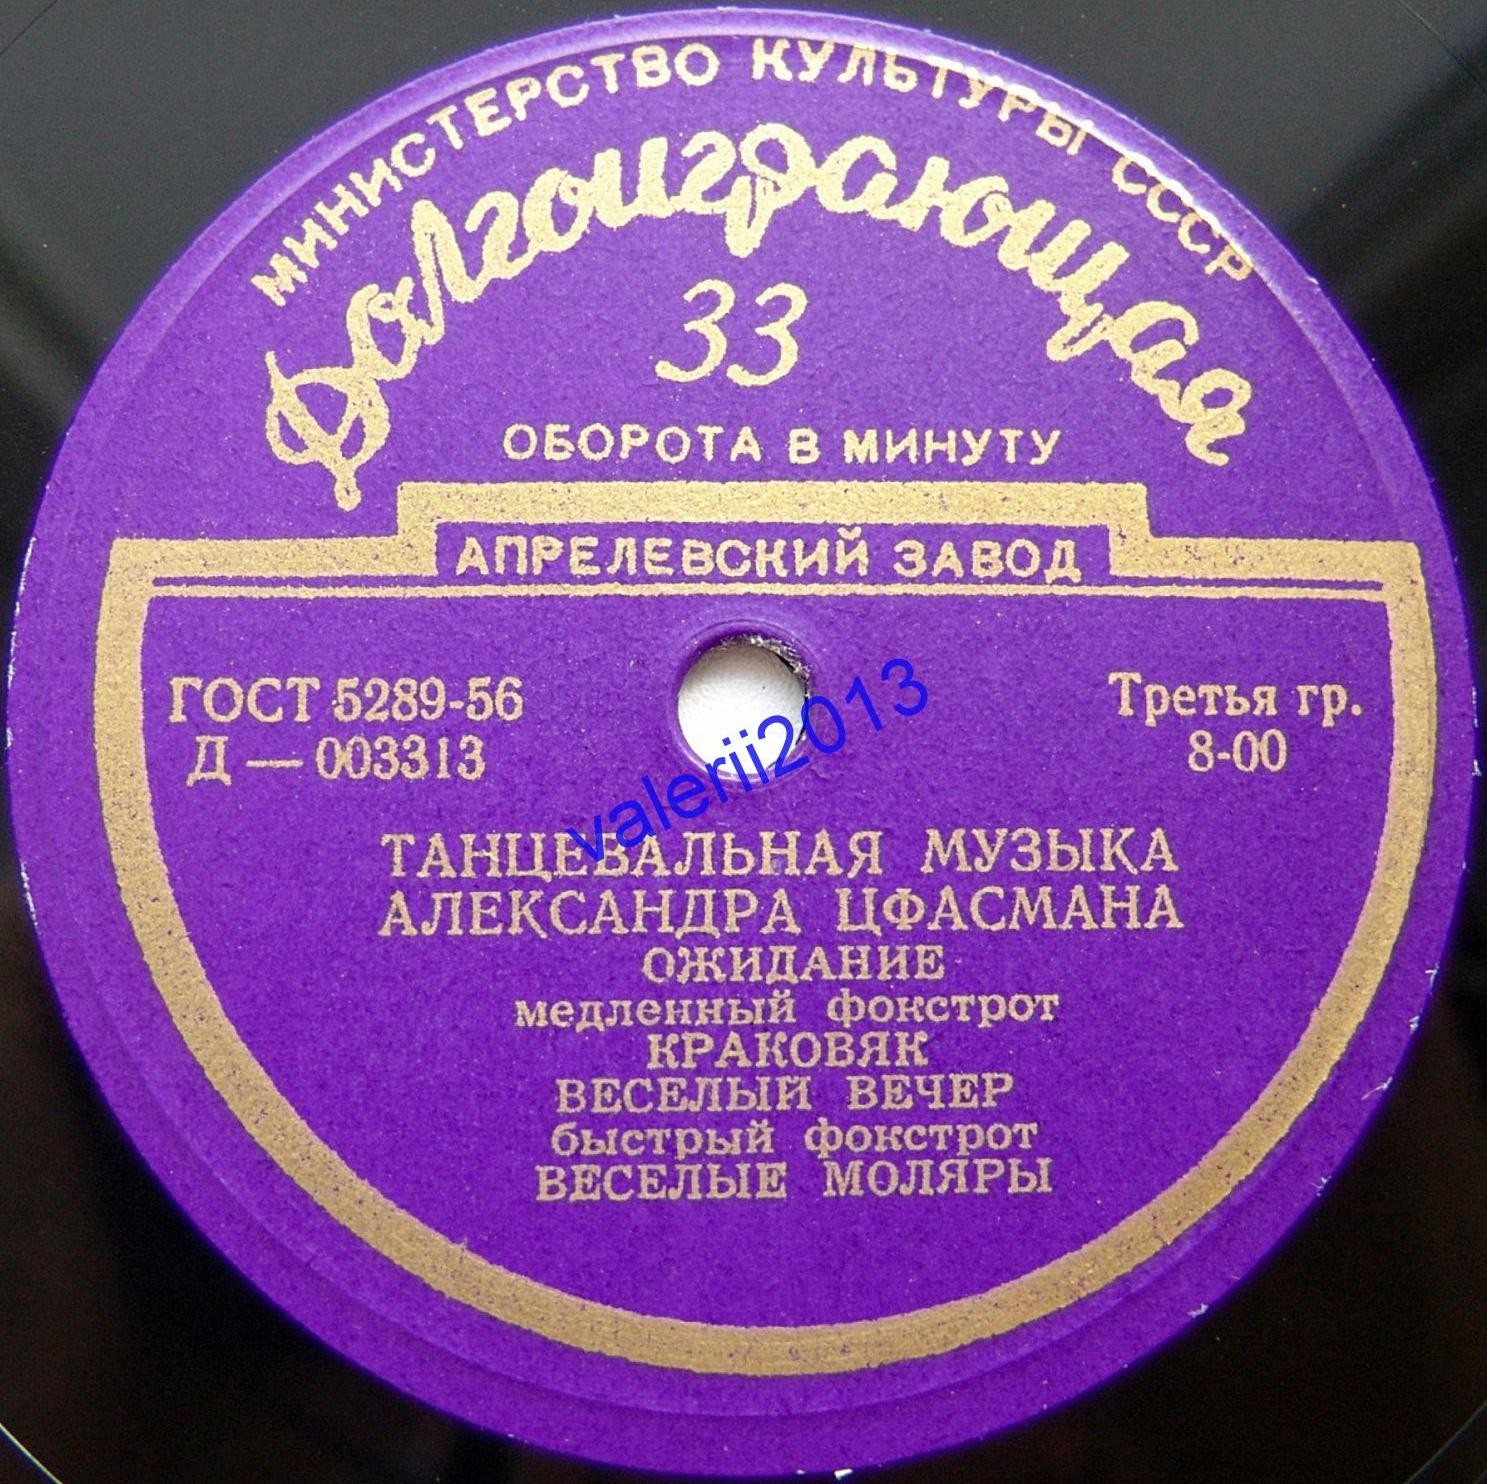 МИНИСТЕРСТВО КУЛЬТУРЫ СССР
Долгоиграющая
33
ОБОРОТА В МИНУТУ
АПРЕЛЕВСКИЙ ЗАВОД
ГОСТ 5289-56
Д — 003313
Третья гр.
8-00
valerii2013
ТАНЦЕВАЛЬНАЯ МУЗЫКА
АЛЕКСАНДРА ЦФАСМАНА
ОЖИДАНИЕ
медленный фокстрот
КРАКОВЯК
ВЕСЕЛЫЙ ВЕЧЕР
быстрый фокстрот
ВЕСЕЛЫЕ МОЛЯРЫ